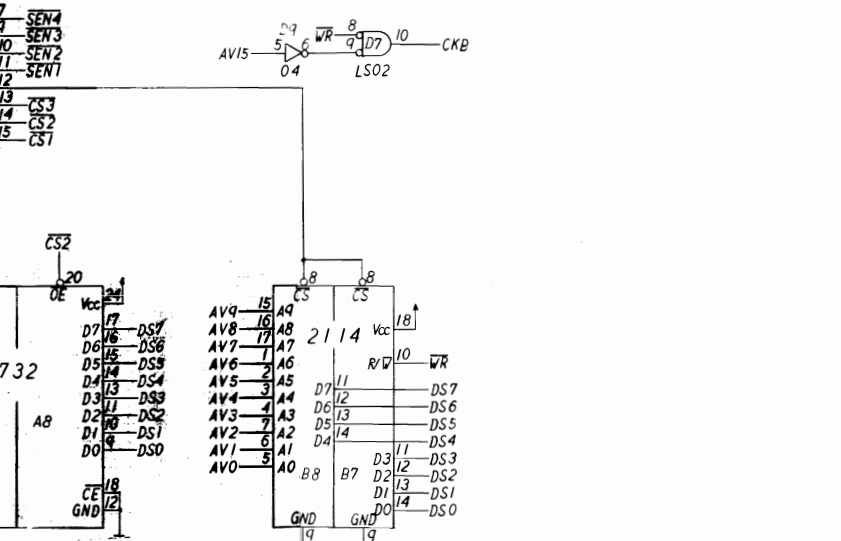 7 SEN4
9 SEN3
10 SEN2
11 SEN1
12
13 CS3
14 CS2
15 CS1
D9
AV15 5 6
04
WR 8
9 D7 10 CKB
LS02
CS2
20
OE
Vcc 24
D7 17 DS7
D6 16 DS6
D5 15 DS5
D4 14 DS4
D3 13 DS3
D2 11 DS2
D1 10 DS1
D0 9 DS0
732
A8
CE 18
GND 12
8 8
CS CS
AV9 15 A9
AV8 16 A8
AV7 17 A7
AV6 1 A6
AV5 2 A5
AV4 3 A4
AV3 4 A3
AV2 7 A2
AV1 6 A1
AV0 5 A0
2114
Vcc 18
R/W 10 WR
D7 11 DS7
D6 12 DS6
D5 13 DS5
D4 14 DS4
D3 11 DS3
D2 12 DS2
D1 13 DS1
D0 14 DS0
B8 B7
GND GND
9 9